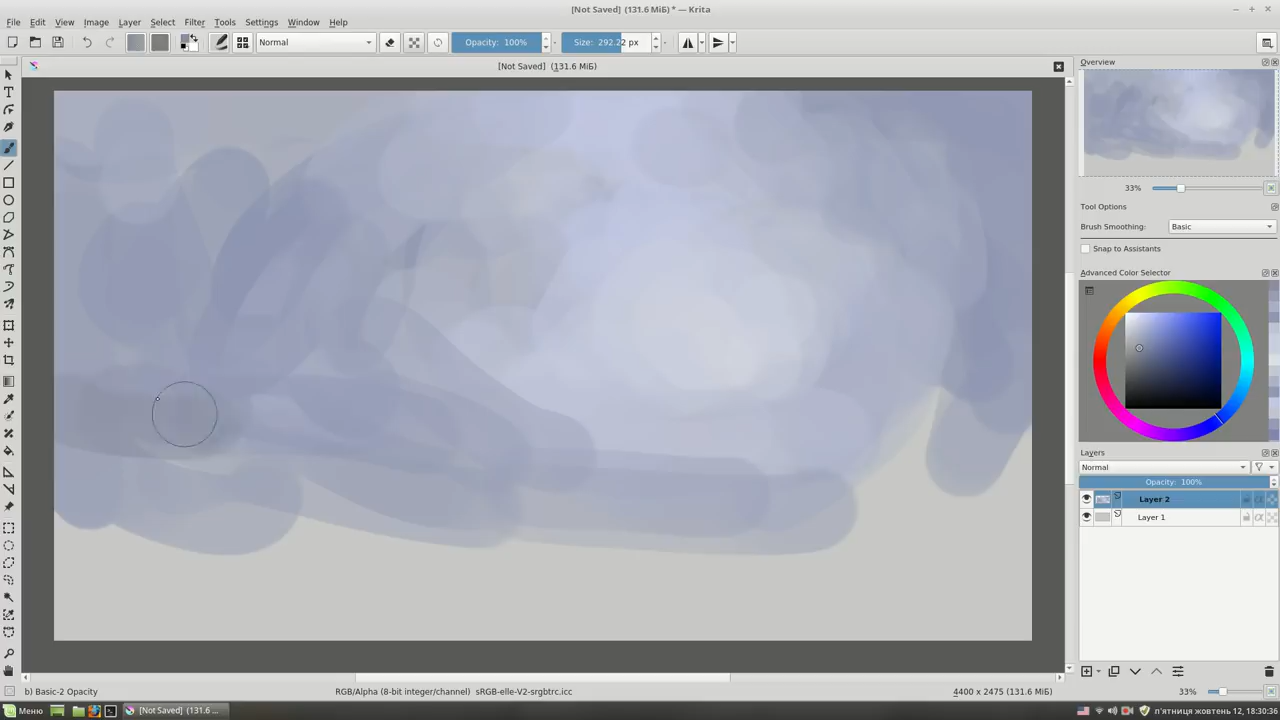 [Not Saved] (131.6 МіБ) * — Krita
File Edit View Image Layer Select Filter Tools Settings Window Help
Normal Opacity: 100% Size: 292.22 px
[Not Saved] (131.6 МіБ)
Overview
33%
Tool Options
Brush Smoothing: Basic
Snap to Assistants
Advanced Color Selector
Layers
Normal
Opacity: 100%
Layer 2
Layer 1
b) Basic-2 Opacity RGB/Alpha (8-bit integer/channel) sRGB-elle-V2-srgbtrc.icc 4400 x 2475 (131.6 МіБ) 33%
Меню [Not Saved] (131.6 ... п'ятниця жовтень 12, 18:30:36